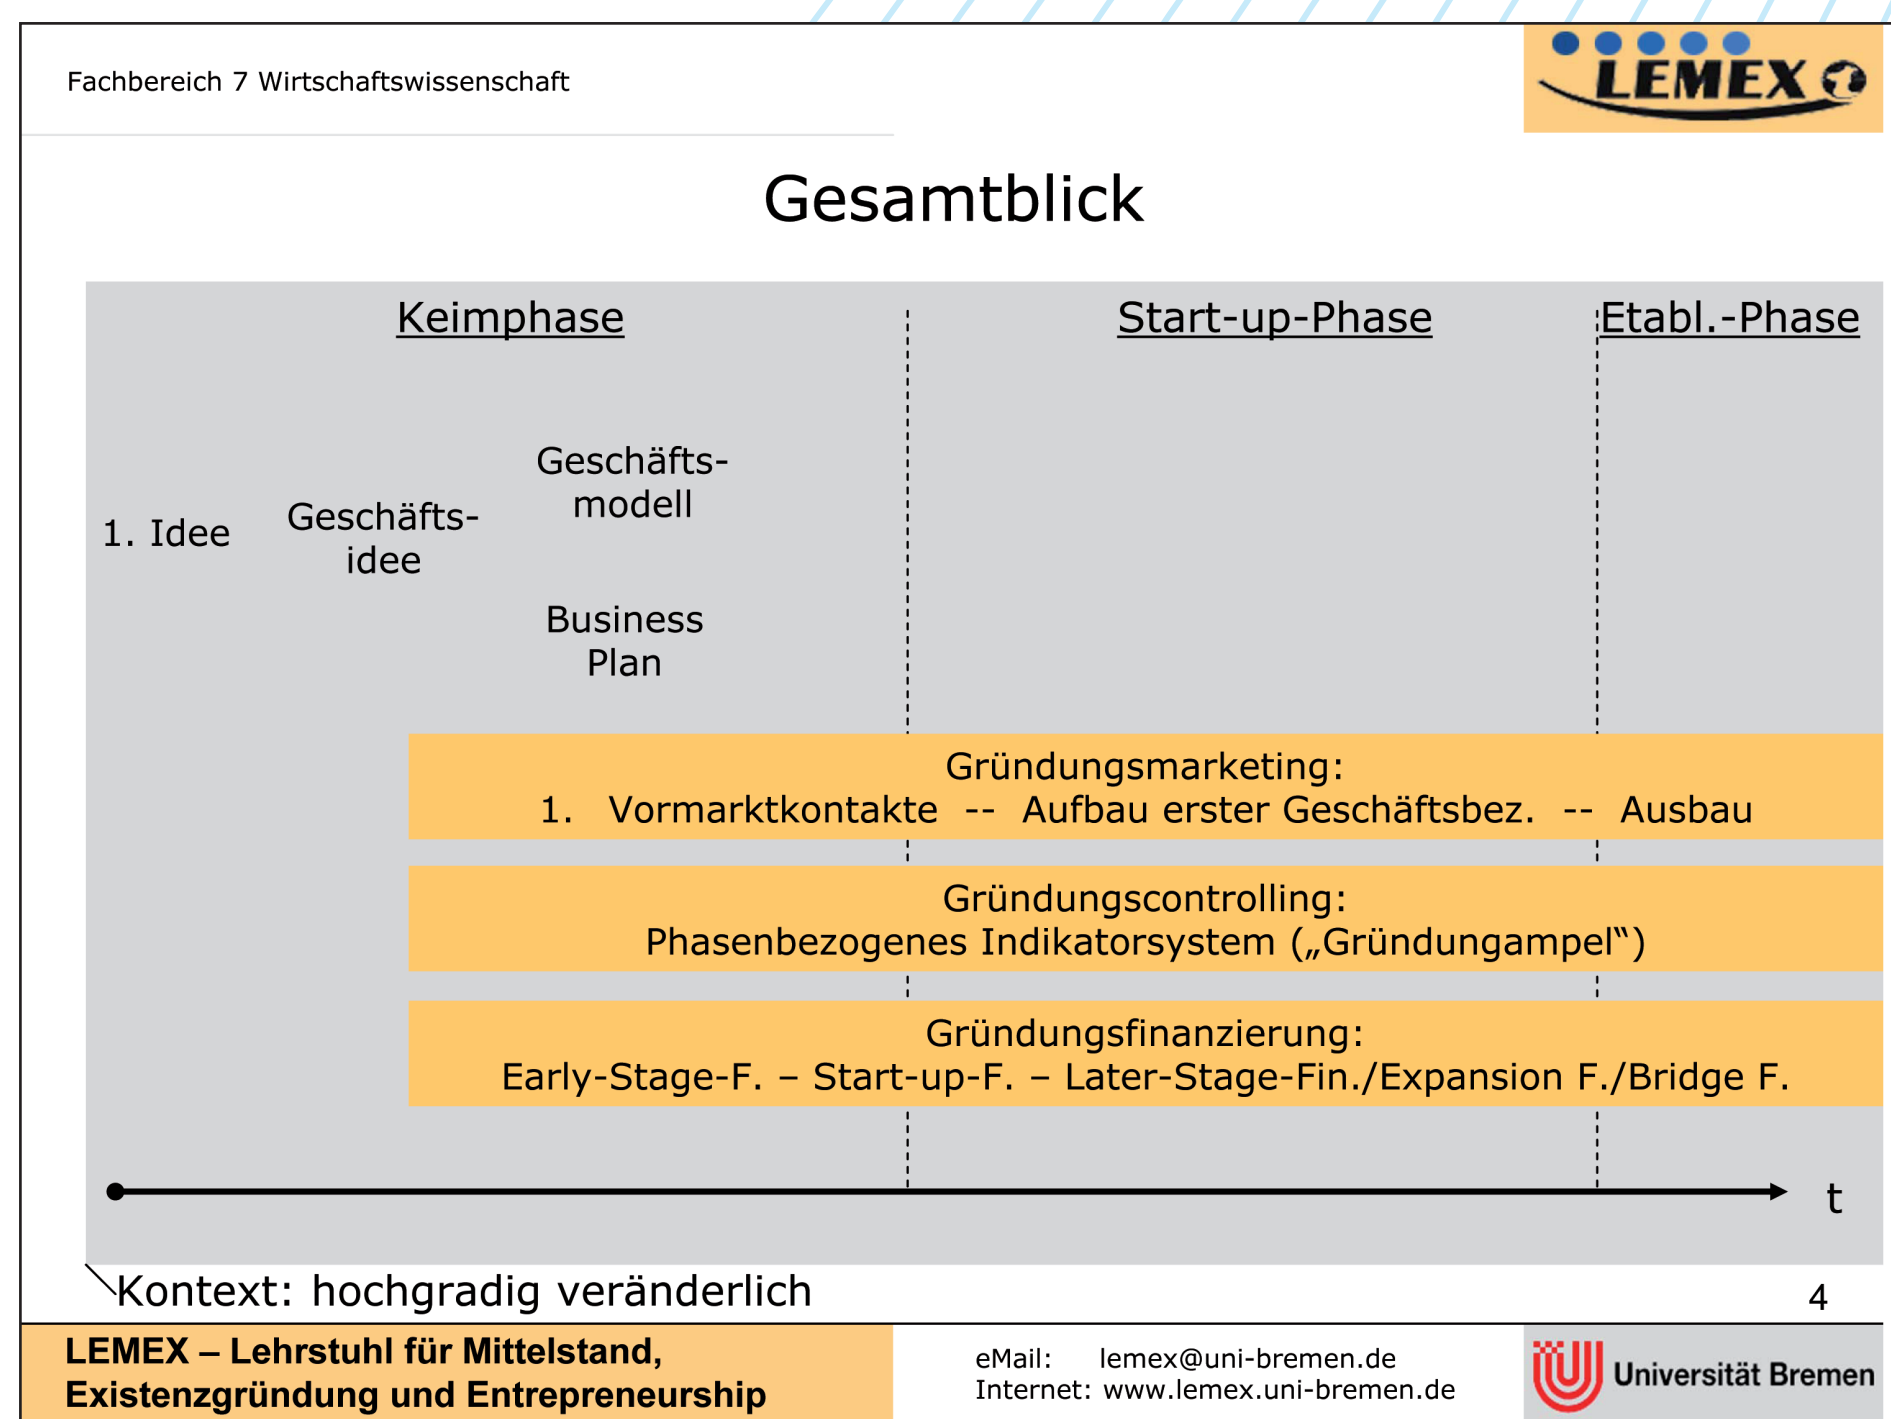 Fachbereich 7 Wirtschaftswissenschaft
LEMEX
Gesamtblick
Keimphase
Start-up-Phase
Etabl.-Phase
1. Idee
Geschäfts-
idee
Geschäfts-
modell
Business
Plan
Gründungsmarketing:
1. Vormarktkontakte -- Aufbau erster Geschäftsbez. -- Ausbau
Gründungscontrolling:
Phasenbezogenes Indikatorsystem („Gründungampel“)
Gründungsfinanzierung:
Early-Stage-F. – Start-up-F. – Later-Stage-Fin./Expansion F./Bridge F.
t
Kontext: hochgradig veränderlich
4
LEMEX – Lehrstuhl für Mittelstand,
Existenzgründung und Entrepreneurship
eMail: lemex@uni-bremen.de
Internet: www.lemex.uni-bremen.de
Universität Bremen